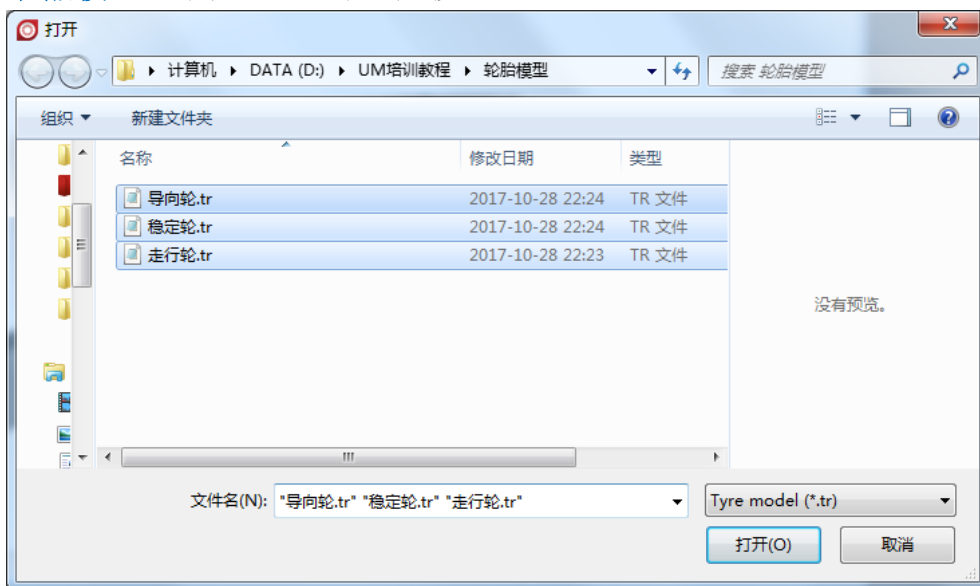 打开
计算机 ▶ DATA (D:) ▶ UM培训教程 ▶ 轮胎模型
搜索 轮胎模型
组织 新建文件夹
名称 修改日期 类型
导向轮.tr 2017-10-28 22:24 TR 文件
稳定轮.tr 2017-10-28 22:24 TR 文件
走行轮.tr 2017-10-28 22:23 TR 文件
没有预览。
文件名(N): "导向轮.tr" "稳定轮.tr" "走行轮.tr" Tyre model (*.tr)
打开(O) 取消